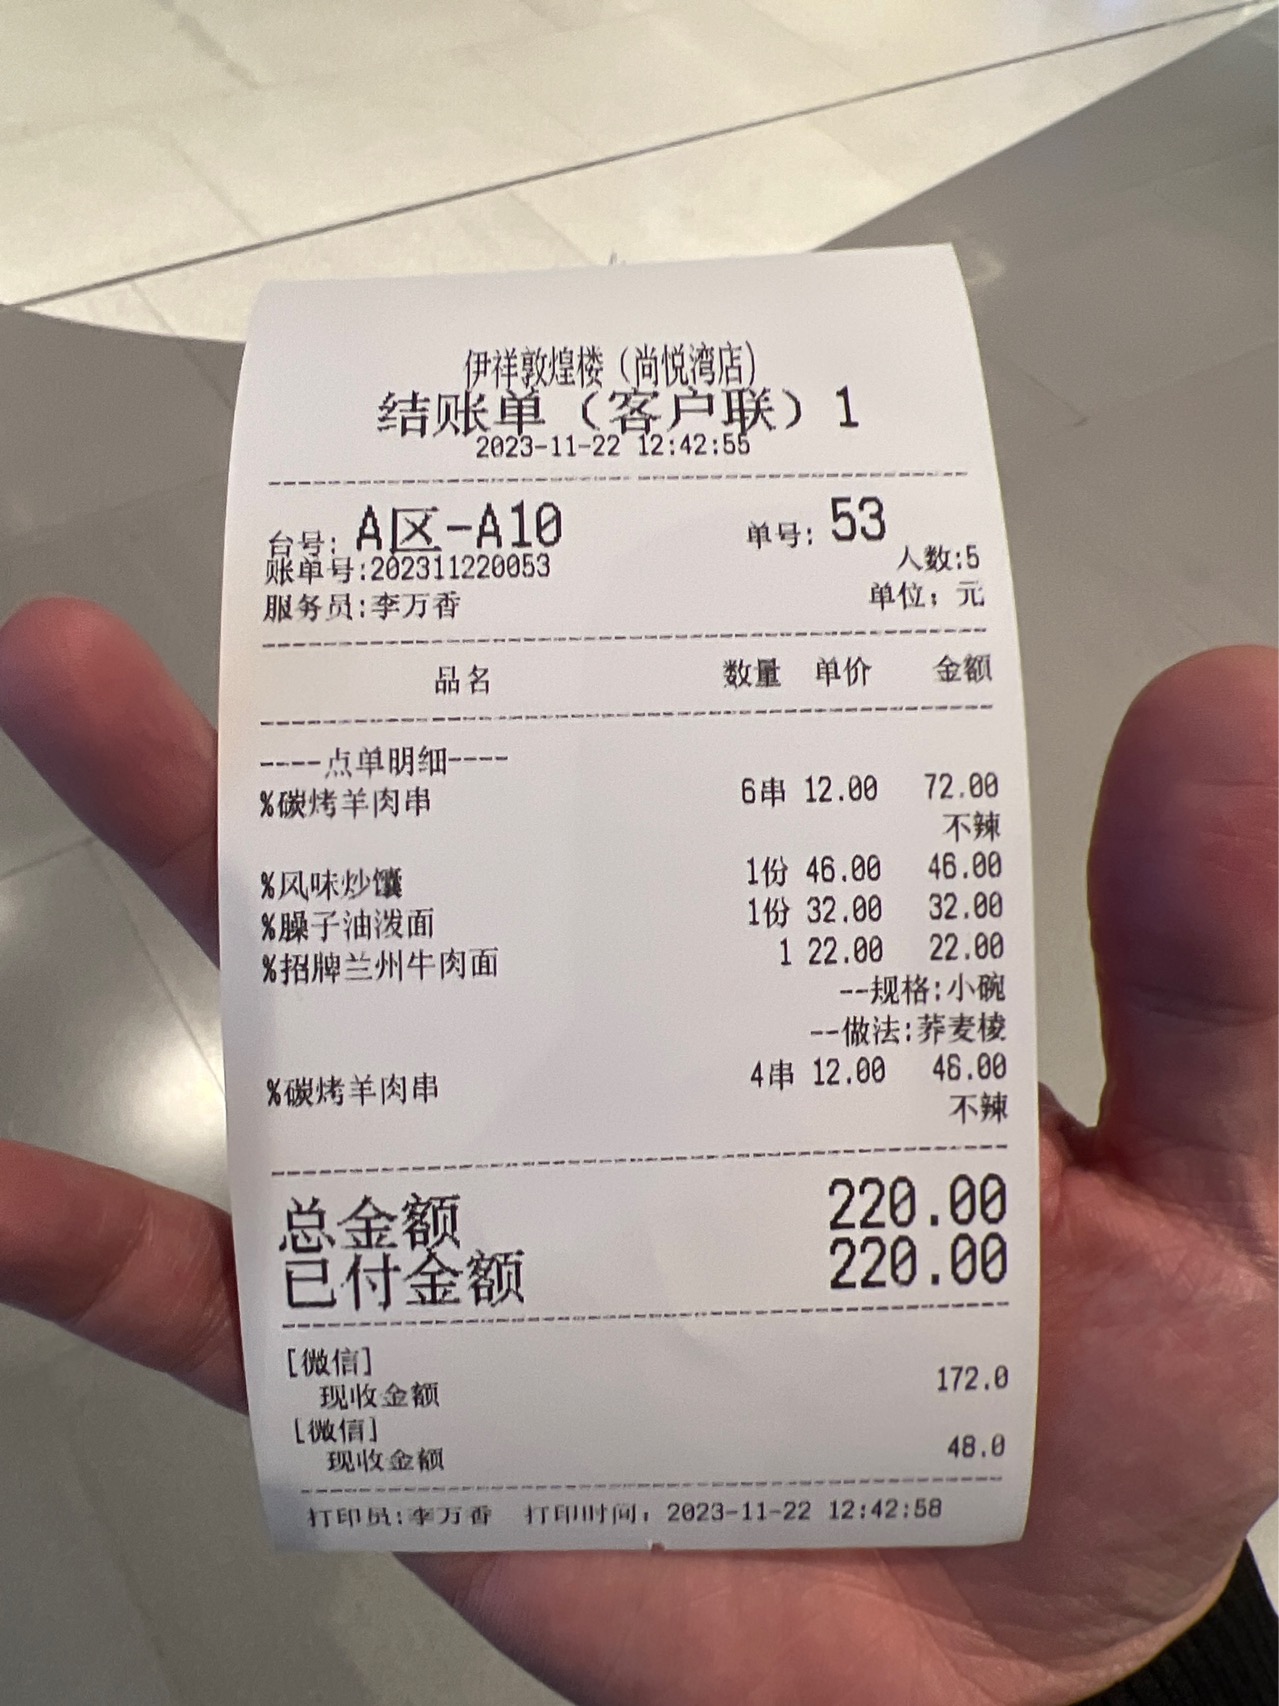 伊祥敦煌楼（尚悦湾店）
结账单（客户联）1
2023-11-22 12:42:55
台号: A区-A10 单号: 53
账单号:202311220053 人数:5
服务员:李万香 单位：元
品名 数量 单价 金额
----点单明细----
%碳烤羊肉串 6串 12.00 72.00
不辣
%风味炒馕 1份 46.00 46.00
%臊子油泼面 1份 32.00 32.00
%招牌兰州牛肉面 1 22.00 22.00
--规格:小碗
--做法:荞麦棱
%碳烤羊肉串 4串 12.00 48.00
不辣
总金额 220.00
已付金额 220.00
[微信]
现收金额 172.0
[微信]
现收金额 48.0
打印员:李万香 打印时间：2023-11-22 12:42:58